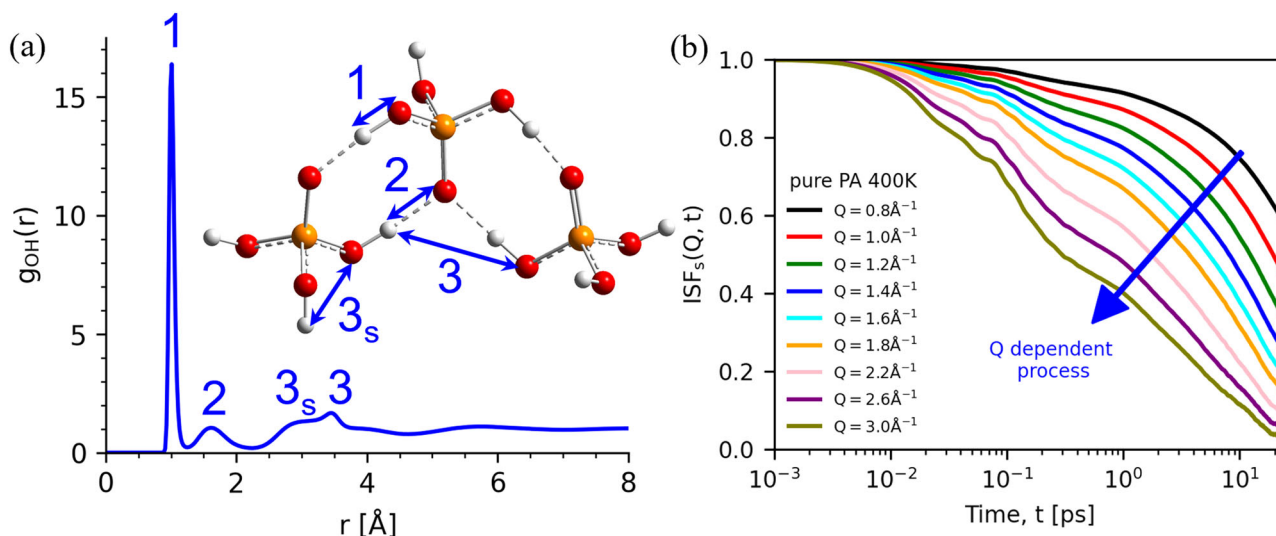 (a)
1
15
10
5
0
g_OH(r)
1
2
3
3_s
2
3_s
3
0
2
4
6
8
r [Å]
(b)
1.0
0.8
0.6
0.4
0.2
0.0
ISF_s(Q, t)
pure PA 400K
Q = 0.8Å⁻¹
Q = 1.0Å⁻¹
Q = 1.2Å⁻¹
Q = 1.4Å⁻¹
Q = 1.6Å⁻¹
Q = 1.8Å⁻¹
Q = 2.2Å⁻¹
Q = 2.6Å⁻¹
Q = 3.0Å⁻¹
Q dependent
process
10⁻³
10⁻²
10⁻¹
10⁰
10¹
Time, t [ps]